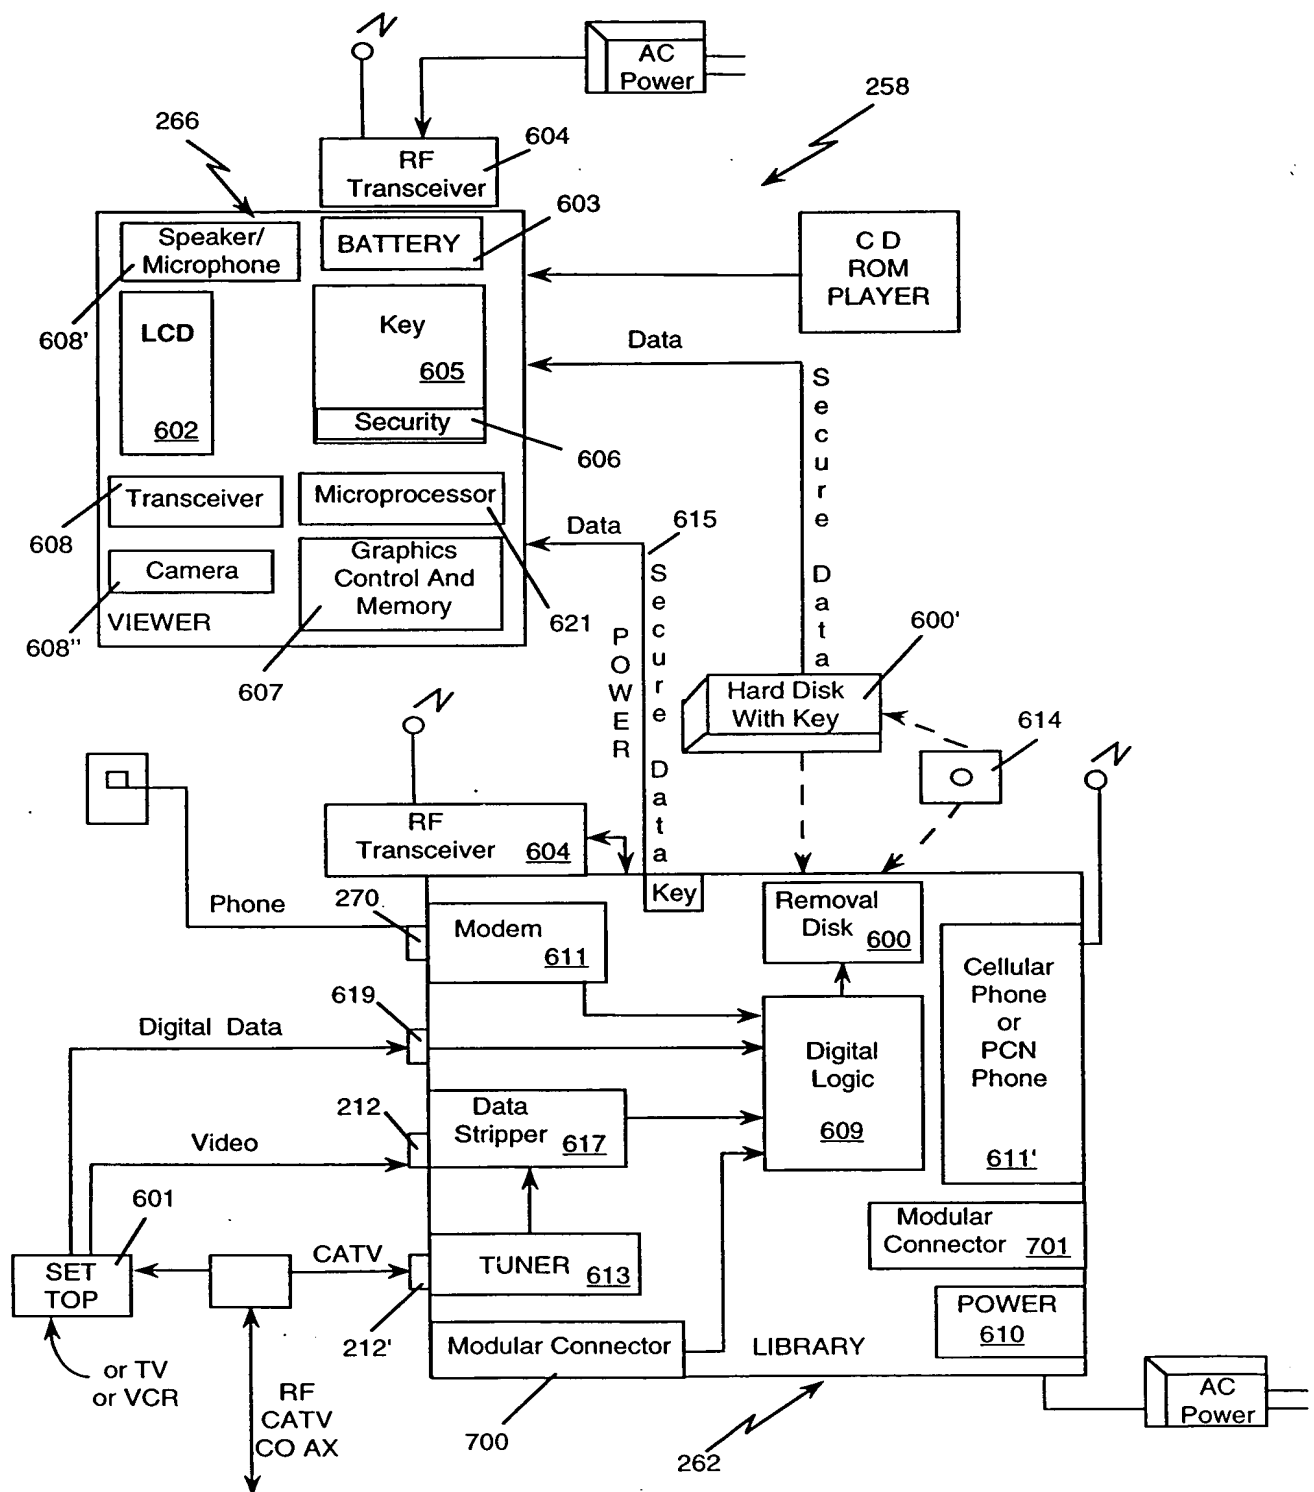 AC
Power
258
266
604
RF
Transceiver
603
Speaker/
Microphone
BATTERY
C D
ROM
PLAYER
608'
LCD
602
Key
605
Security
606
Data
Secure Data
Transceiver
608
Microprocessor
621
Data
615
Camera
608''
Graphics
Control And
Memory
607
VIEWER
POWER
Secure Data
600'
Hard Disk
With Key
614
RF
Transceiver 604
Key
Phone
270
Modem
611
Removal
Disk 600
Cellular
Phone
or
PCN
Phone
611'
619
Digital Data
Digital
Logic
609
212
Data
Stripper 617
Video
601
SET
TOP
CATV
TUNER 613
212'
Modular
Connector 701
POWER
610
Modular Connector
700
LIBRARY
262
or TV
or VCR
RF
CATV
CO AX
AC
Power